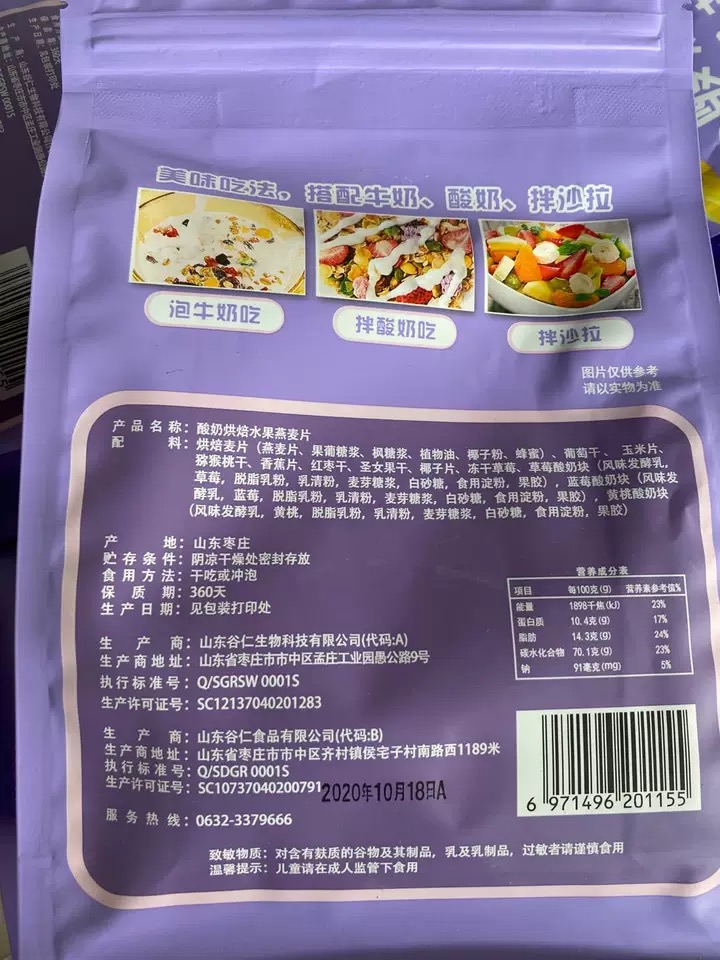 美味吃法，搭配牛奶、酸奶、拌沙拉
泡牛奶吃
拌酸奶吃
拌沙拉
图片仅供参考
请以实物为准
产品名称：酸奶烘焙水果燕麦片
配料：烘焙麦片（燕麦片、果葡糖浆、枫糖浆、植物油、椰子粉、蜂蜜）、葡萄干、玉米片、
猕猴桃干、香蕉片、红枣干、圣女果干、椰子片、冻干草莓、草莓酸奶块（风味发酵乳，
草莓，脱脂乳粉，乳清粉，麦芽糖浆，白砂糖，食用淀粉，果胶），蓝莓酸奶块（风味发
酵乳，蓝莓，脱脂乳粉，乳清粉，麦芽糖浆，白砂糖，食用淀粉，果胶），黄桃酸奶块
（风味发酵乳，黄桃，脱脂乳粉，乳清粉，麦芽糖浆，白砂糖，食用淀粉，果胶）
产地：山东枣庄
贮存条件：阴凉干燥处密封存放
食用方法：干吃或冲泡
保质期：360天
生产日期：见包装打印处
营养成分表
项目 每100克(g) 营养素参考值%
能量 1898千焦(kJ) 23%
蛋白质 10.4克(g) 17%
脂肪 14.3克(g) 24%
碳水化合物 70.1克(g) 23%
钠 91毫克(mg) 5%
生产商：山东谷仁生物科技有限公司(代码:A)
生产商地址：山东省枣庄市市中区孟庄工业园愚公路9号
执行标准号：Q/SGRSW 0001S
生产许可证号：SC12137040201283
生产商：山东谷仁食品有限公司(代码:B)
生产商地址：山东省枣庄市市中区齐村镇侯宅子村南路西1189米
执行标准号：Q/SDGR 0001S
生产许可证号：SC10737040200791
2020年10月18日A
服务热线：0632-3379666
6 971496 201155
致敏物质：对含有麸质的谷物及其制品，乳及乳制品，过敏者请谨慎食用
温馨提示：儿童请在成人监管下食用